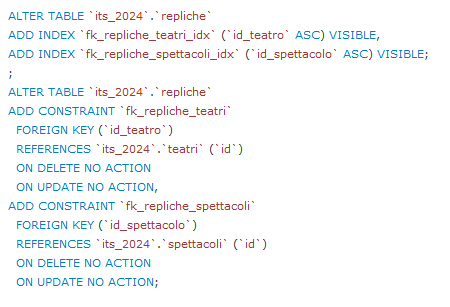 ALTER TABLE `its_2024`.`repliche`
ADD INDEX `fk_repliche_teatri_idx` (`id_teatro` ASC) VISIBLE,
ADD INDEX `fk_repliche_spettacoli_idx` (`id_spettacolo` ASC) VISIBLE;
;
ALTER TABLE `its_2024`.`repliche`
ADD CONSTRAINT `fk_repliche_teatri`
  FOREIGN KEY (`id_teatro`)
  REFERENCES `its_2024`.`teatri` (`id`)
  ON DELETE NO ACTION
  ON UPDATE NO ACTION,
ADD CONSTRAINT `fk_repliche_spettacoli`
  FOREIGN KEY (`id_spettacolo`)
  REFERENCES `its_2024`.`spettacoli` (`id`)
  ON DELETE NO ACTION
  ON UPDATE NO ACTION;